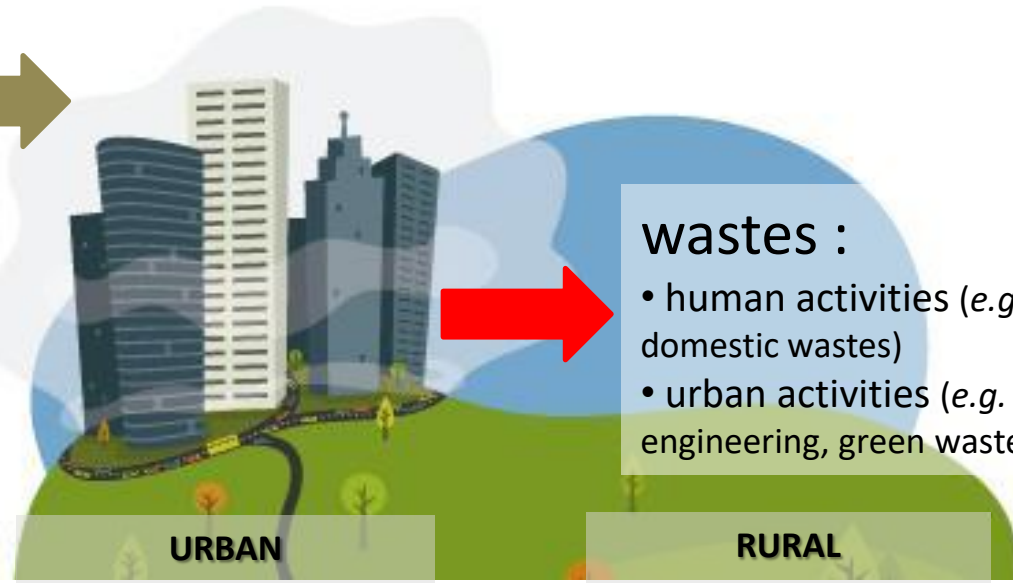 wastes :
• human activities (e.g
domestic wastes)
• urban activities (e.g.
engineering, green waste
URBAN
RURAL